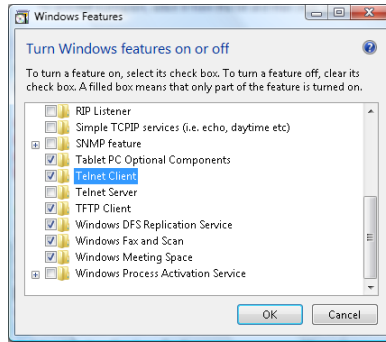 Windows Features
Turn Windows features on or off
To turn a feature on, select its check box. To turn a feature off, clear its
check box. A filled box means that only part of the feature is turned on.
RIP Listener
Simple TCPIP services (i.e. echo, daytime etc)
SNMP feature
Tablet PC Optional Components
Telnet Client
Telnet Server
TFTP Client
Windows DFS Replication Service
Windows Fax and Scan
Windows Meeting Space
Windows Process Activation Service
OK
Cancel